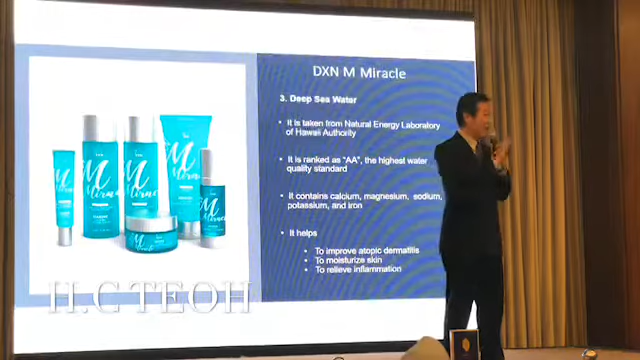 DXN M Miracle
3. Deep Sea Water
• It is taken from Natural Energy Laboratory
of Hawaii Authority
• It is ranked as "AA", the highest water
quality standard
• It contains calcium, magnesium, sodium,
potassium, and iron
• It helps
• To improve atopic dermatitis
• To moisturize skin
• To relieve inflammation
H.C TEOH